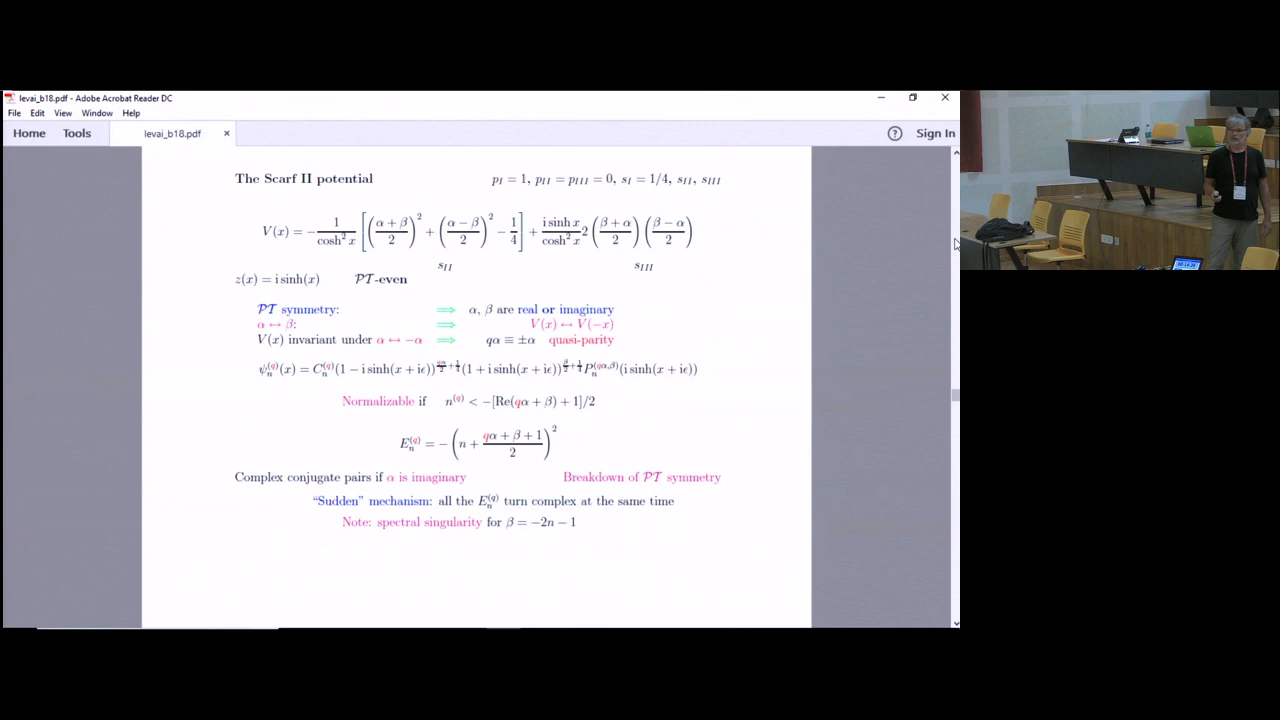 levai_b18.pdf - Adobe Acrobat Reader DC
File Edit View Window Help
Home Tools levai_b18.pdf × ? Sign In
The Scarf II potential p_I = 1, p_II = p_III = 0, s_I = 1/4, s_II, s_III
V(x) = −1/cosh² x [((α + β)/2)² + ((α − β)/2)² − 1/4] + (i sinh x/cosh² x) 2 ((β + α)/2) ((β − α)/2)
s_II s_III
z(x) = i sinh(x) PT-even
PT symmetry: ⟹ α, β are real or imaginary
α ↔ β: ⟹ V(x) ↔ V(−x)
V(x) invariant under α ↔ −α ⟹ qα ≡ ±α quasi-parity
ψ_n^(q)(x) = C_n^(q)(1 − i sinh(x + iε))^(qα/2 + 1/4) (1 + i sinh(x + iε))^(β/2 + 1/4) P_n^(qα,β)(i sinh(x + iε))
Normalizable if n^(q) < −[Re(qα + β) + 1]/2
E_n^(q) = −(n + (qα + β + 1)/2)²
Complex conjugate pairs if α is imaginary Breakdown of PT symmetry
“Sudden” mechanism: all the E_n^(q) turn complex at the same time
Note: spectral singularity for β = −2n − 1